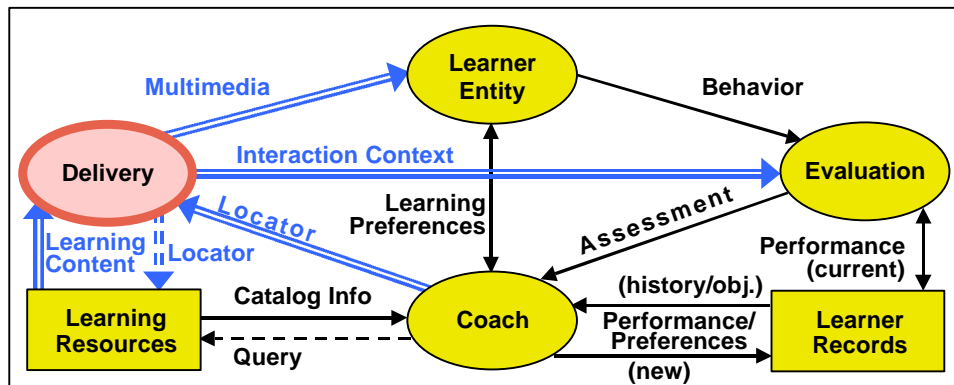 Learner
Entity
Multimedia
Behavior
Interaction Context
Delivery
Evaluation
Learning
Preferences
Locator
Assessment
Learning
Content
Locator
Performance
(current)
Catalog Info
(history/obj.)
Learning
Resources
Coach
Performance/
Preferences
Learner
Records
Query
(new)